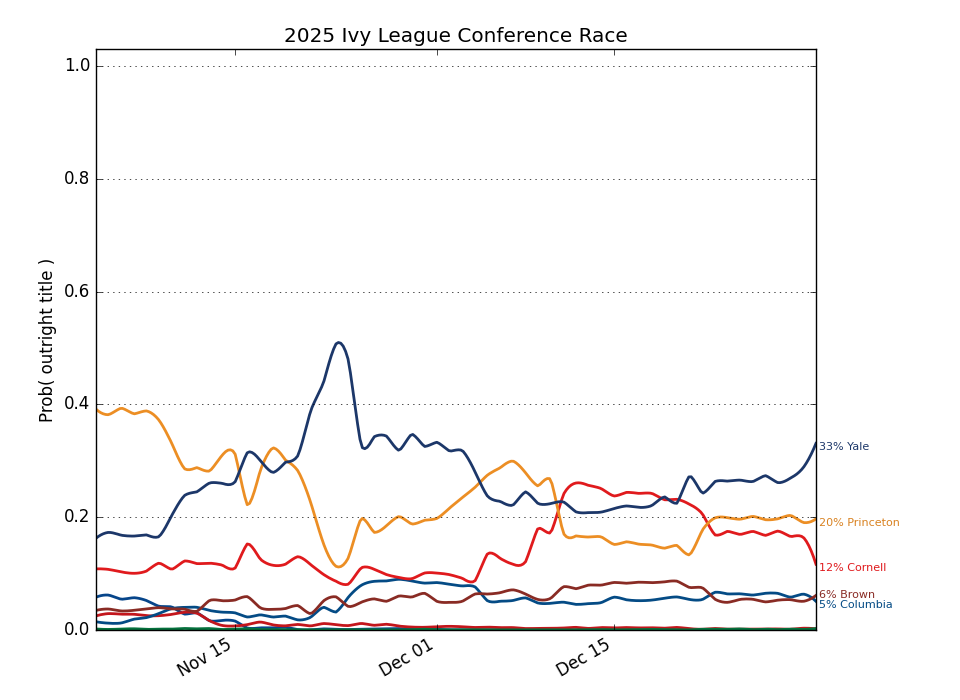 2025 Ivy League Conference Race
Prob( outright title )
1.0
0.8
0.6
0.4
0.2
0.0
Nov 15
Dec 01
Dec 15
33% Yale
20% Princeton
12% Cornell
6% Brown
5% Columbia